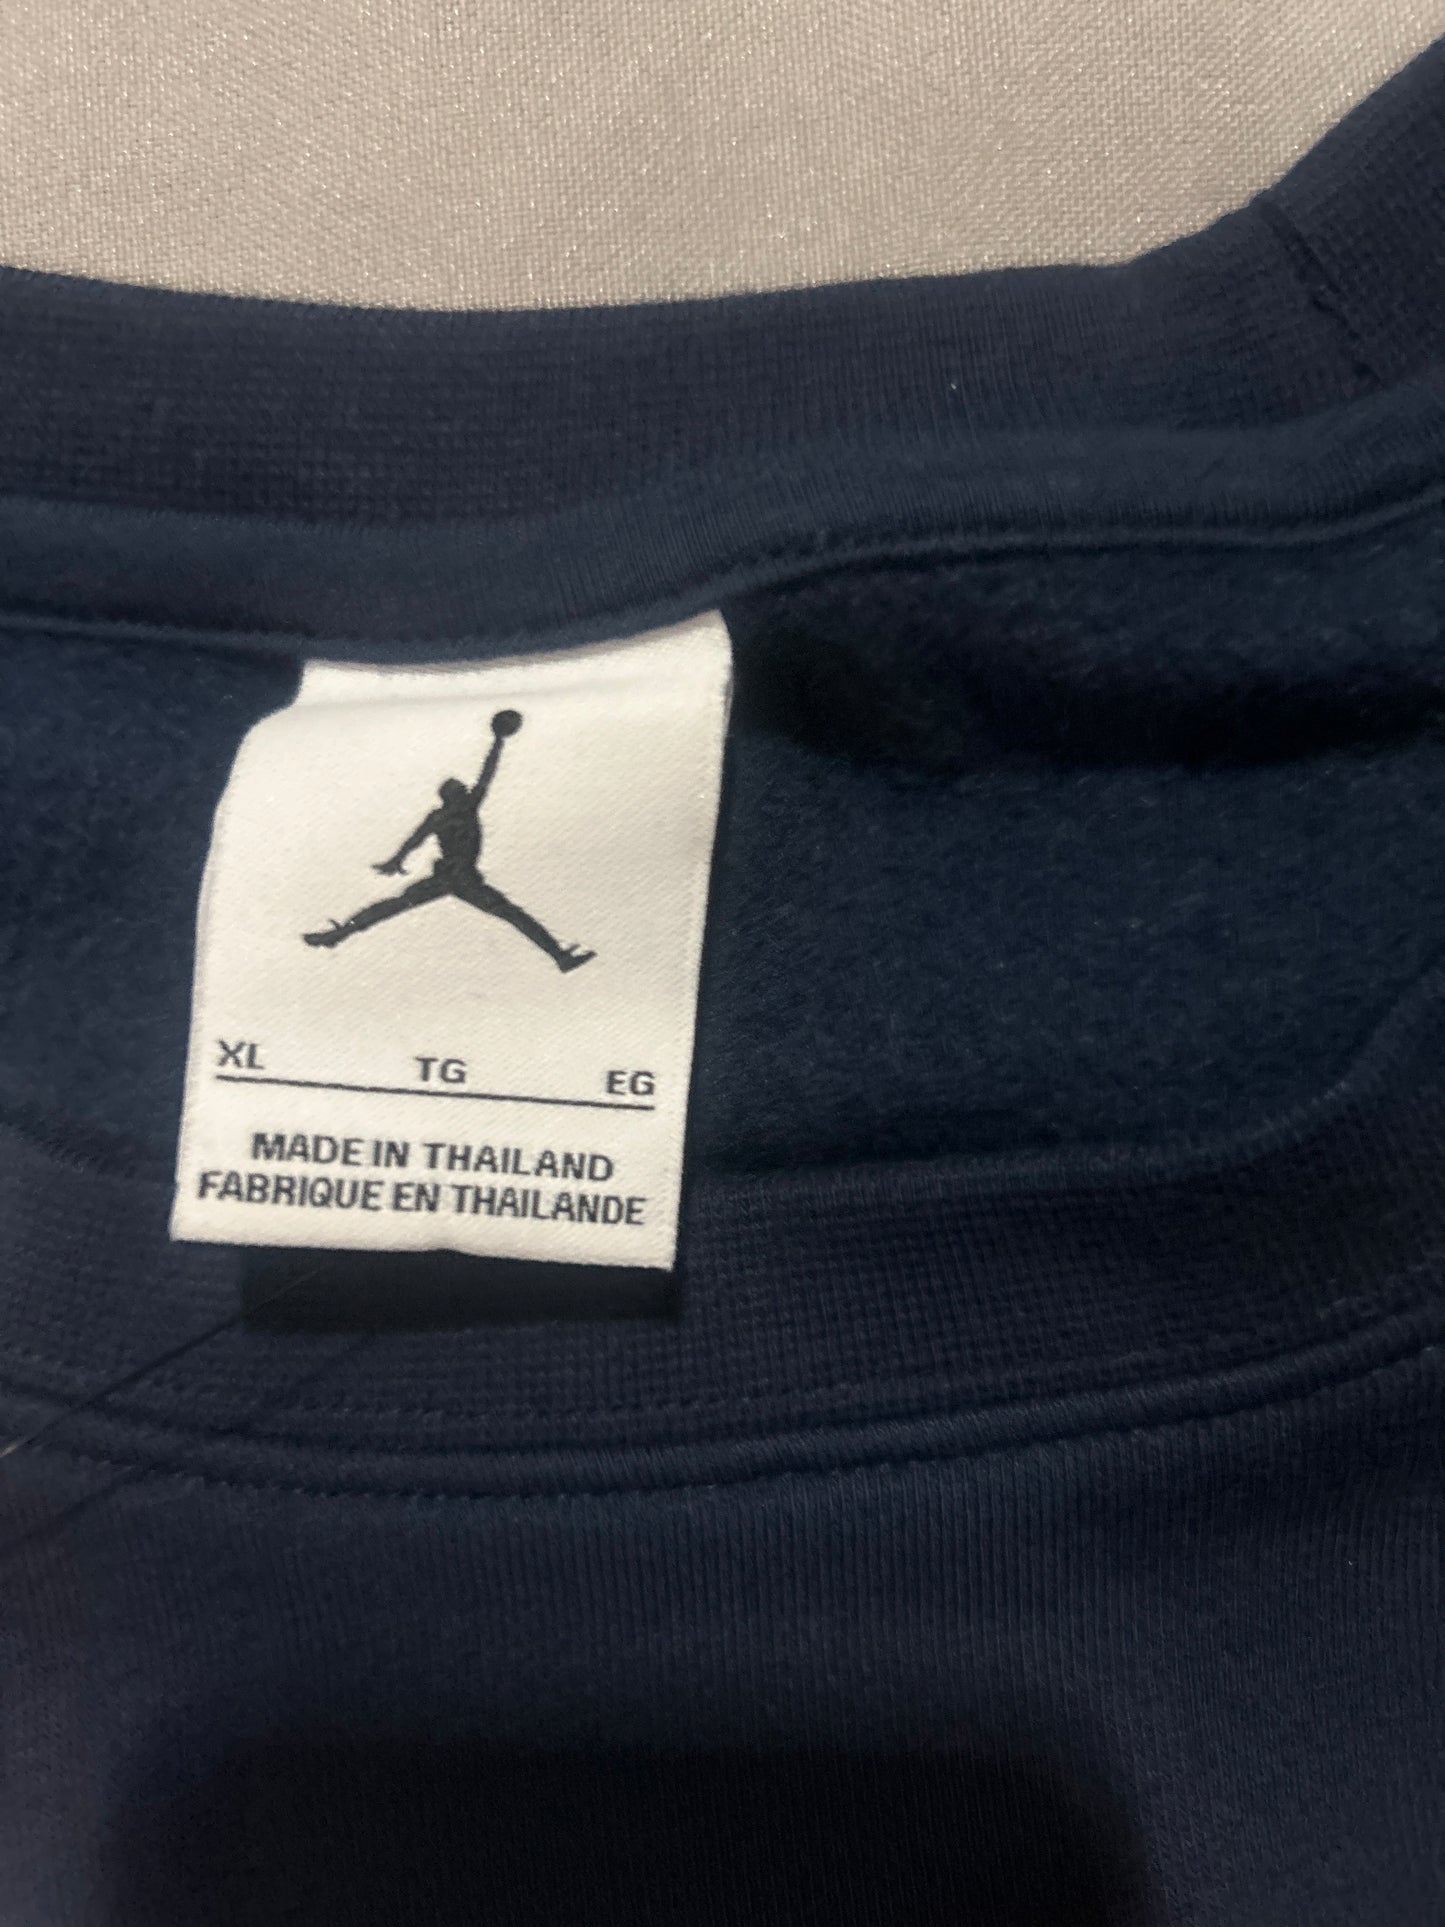 XL TG EG
MADE IN THAILAND
FABRIQUE EN THAILANDE